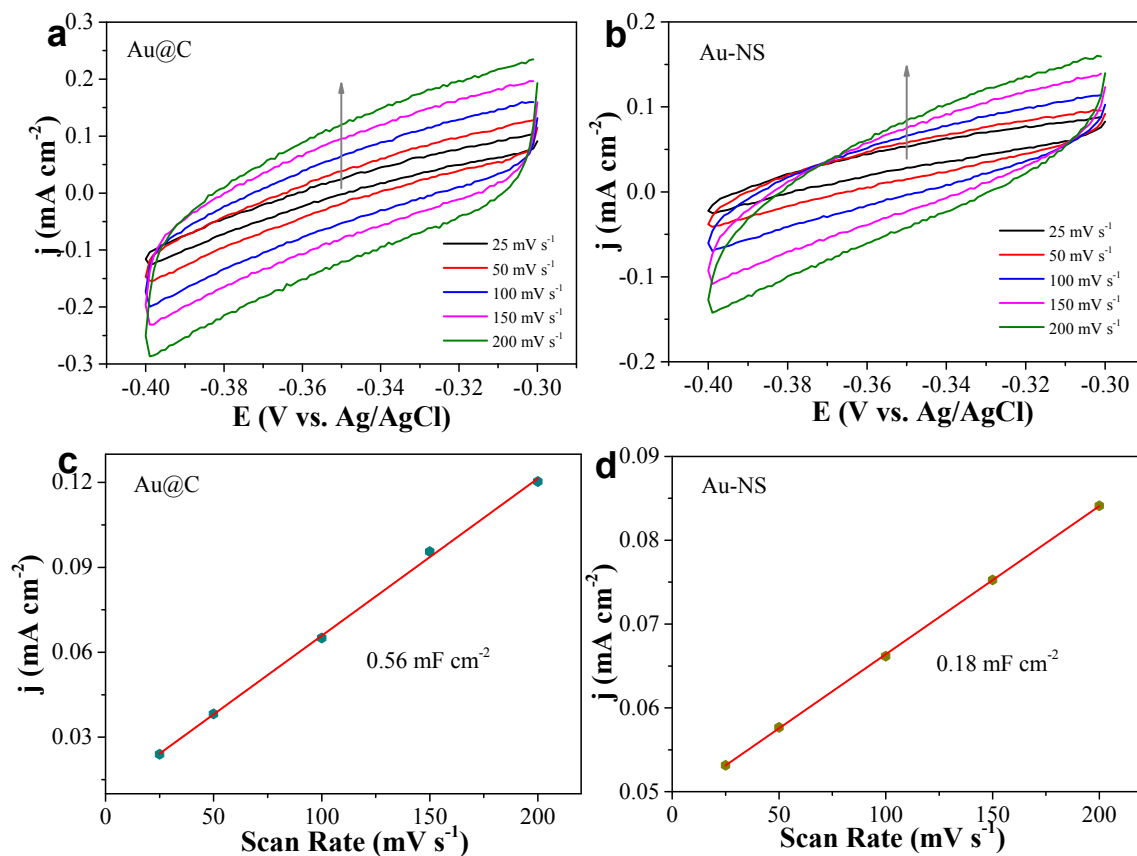 a
Au@C
j (mA cm⁻²)
0.3
0.2
0.1
0.0
-0.1
-0.2
-0.3
25 mV s⁻¹
50 mV s⁻¹
100 mV s⁻¹
150 mV s⁻¹
200 mV s⁻¹
-0.40 -0.38 -0.36 -0.34 -0.32 -0.30
E (V vs. Ag/AgCl)
b
Au-NS
j (mA cm⁻²)
0.2
0.1
0.0
-0.1
-0.2
25 mV s⁻¹
50 mV s⁻¹
100 mV s⁻¹
150 mV s⁻¹
200 mV s⁻¹
-0.40 -0.38 -0.36 -0.34 -0.32 -0.30
E (V vs. Ag/AgCl)
c
Au@C
j (mA cm⁻²)
0.12
0.09
0.06
0.03
0.56 mF cm⁻²
0 50 100 150 200
Scan Rate (mV s⁻¹)
d
Au-NS
j (mA cm⁻²)
0.09
0.08
0.07
0.06
0.05
0.18 mF cm⁻²
0 50 100 150 200
Scan Rate (mV s⁻¹)